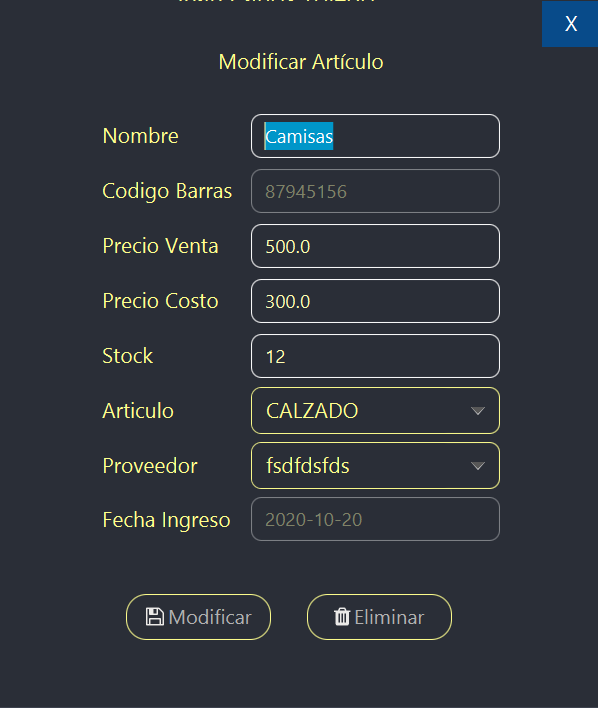 X
Modificar Artículo
Nombre Camisas
Codigo Barras 87945156
Precio Venta 500.0
Precio Costo 300.0
Stock 12
Articulo CALZADO
Proveedor fsdfdsfds
Fecha Ingreso 2020-10-20
Modificar Eliminar